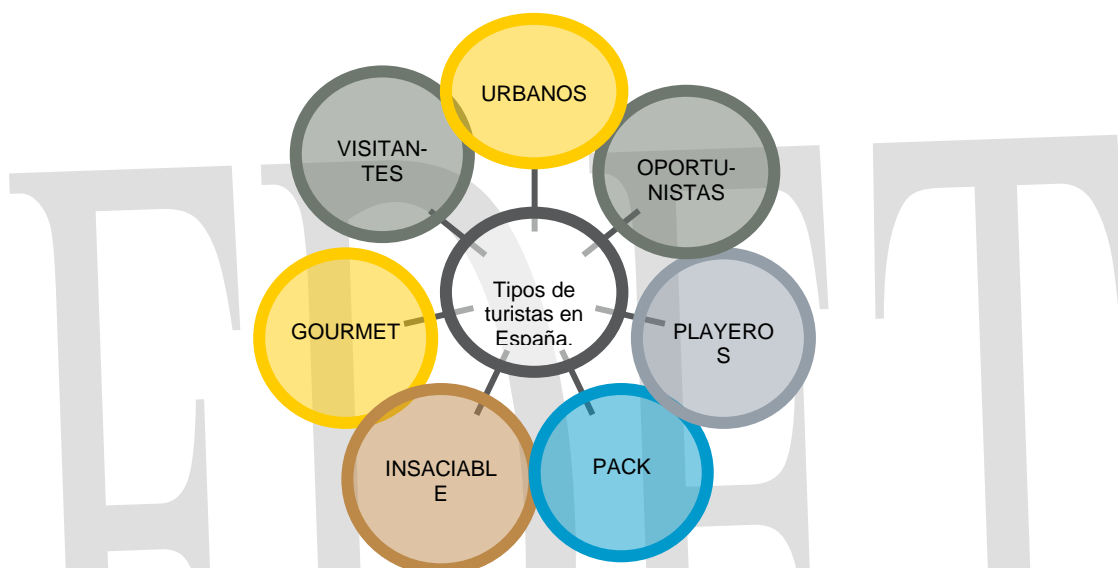 URBANOS
VISITAN-
TES
OPORTU-
NISTAS
Tipos de
turistas en
España.
GOURMET
PLAYERO
S
INSACIABL
E
PACK